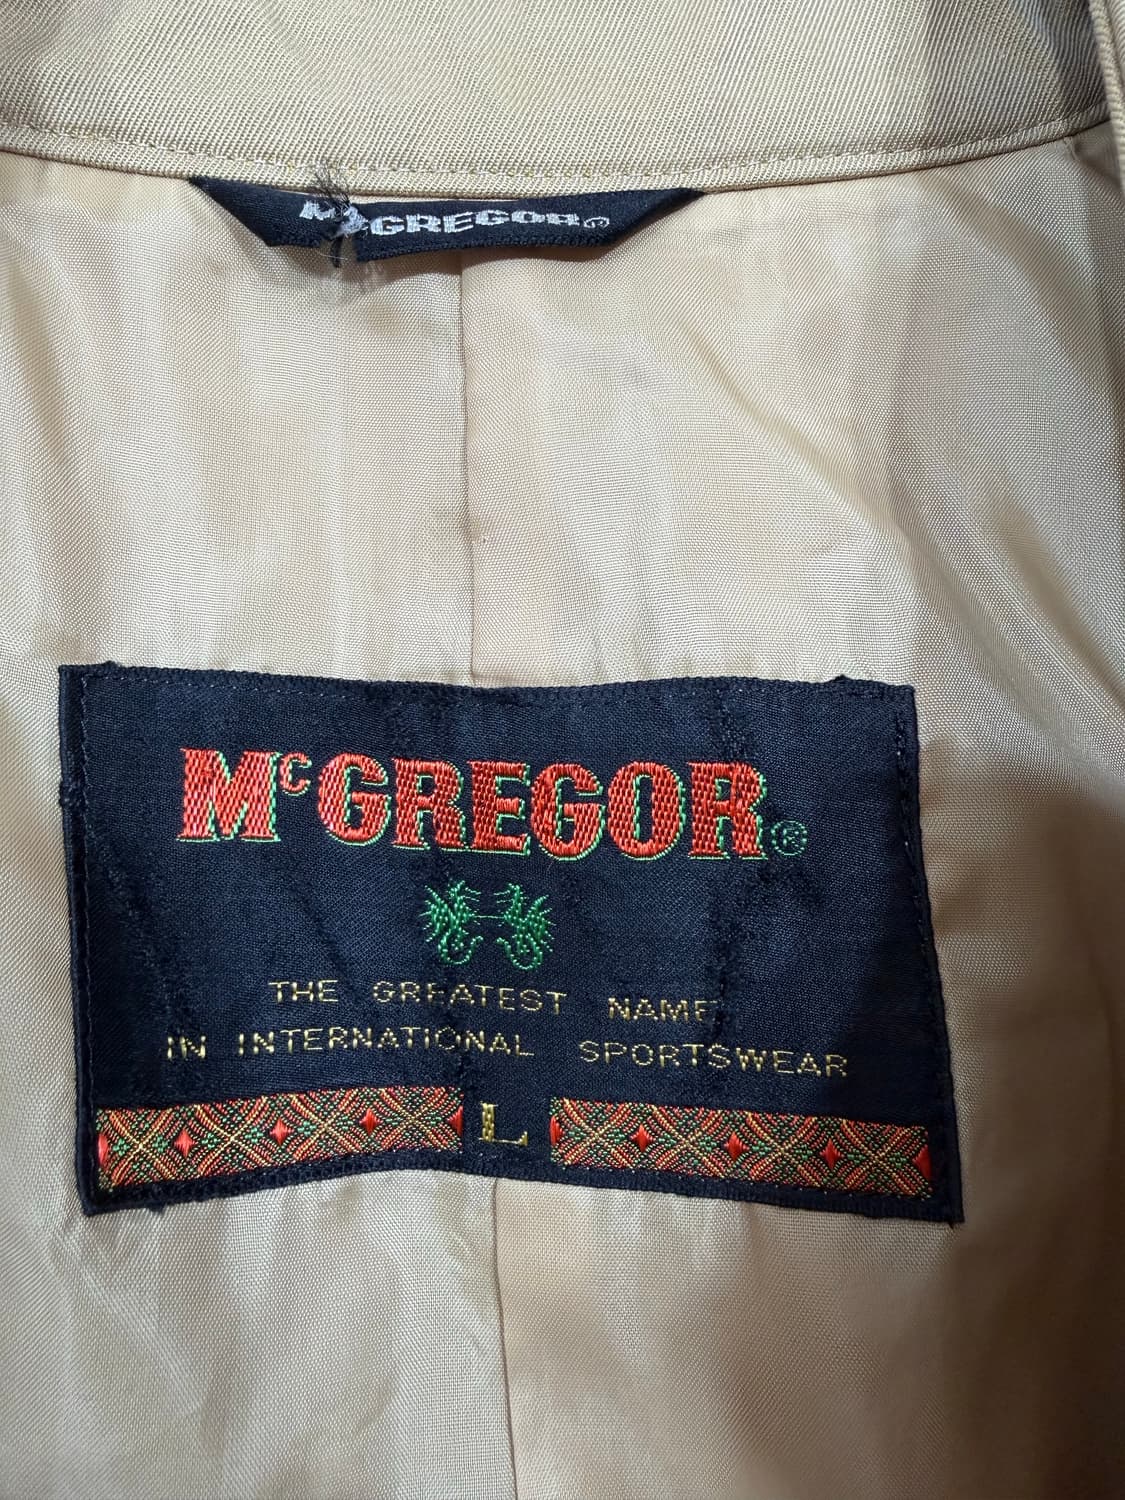 McGREGOR®
McGREGOR®
THE GREATEST NAME
IN INTERNATIONAL SPORTSWEAR
L